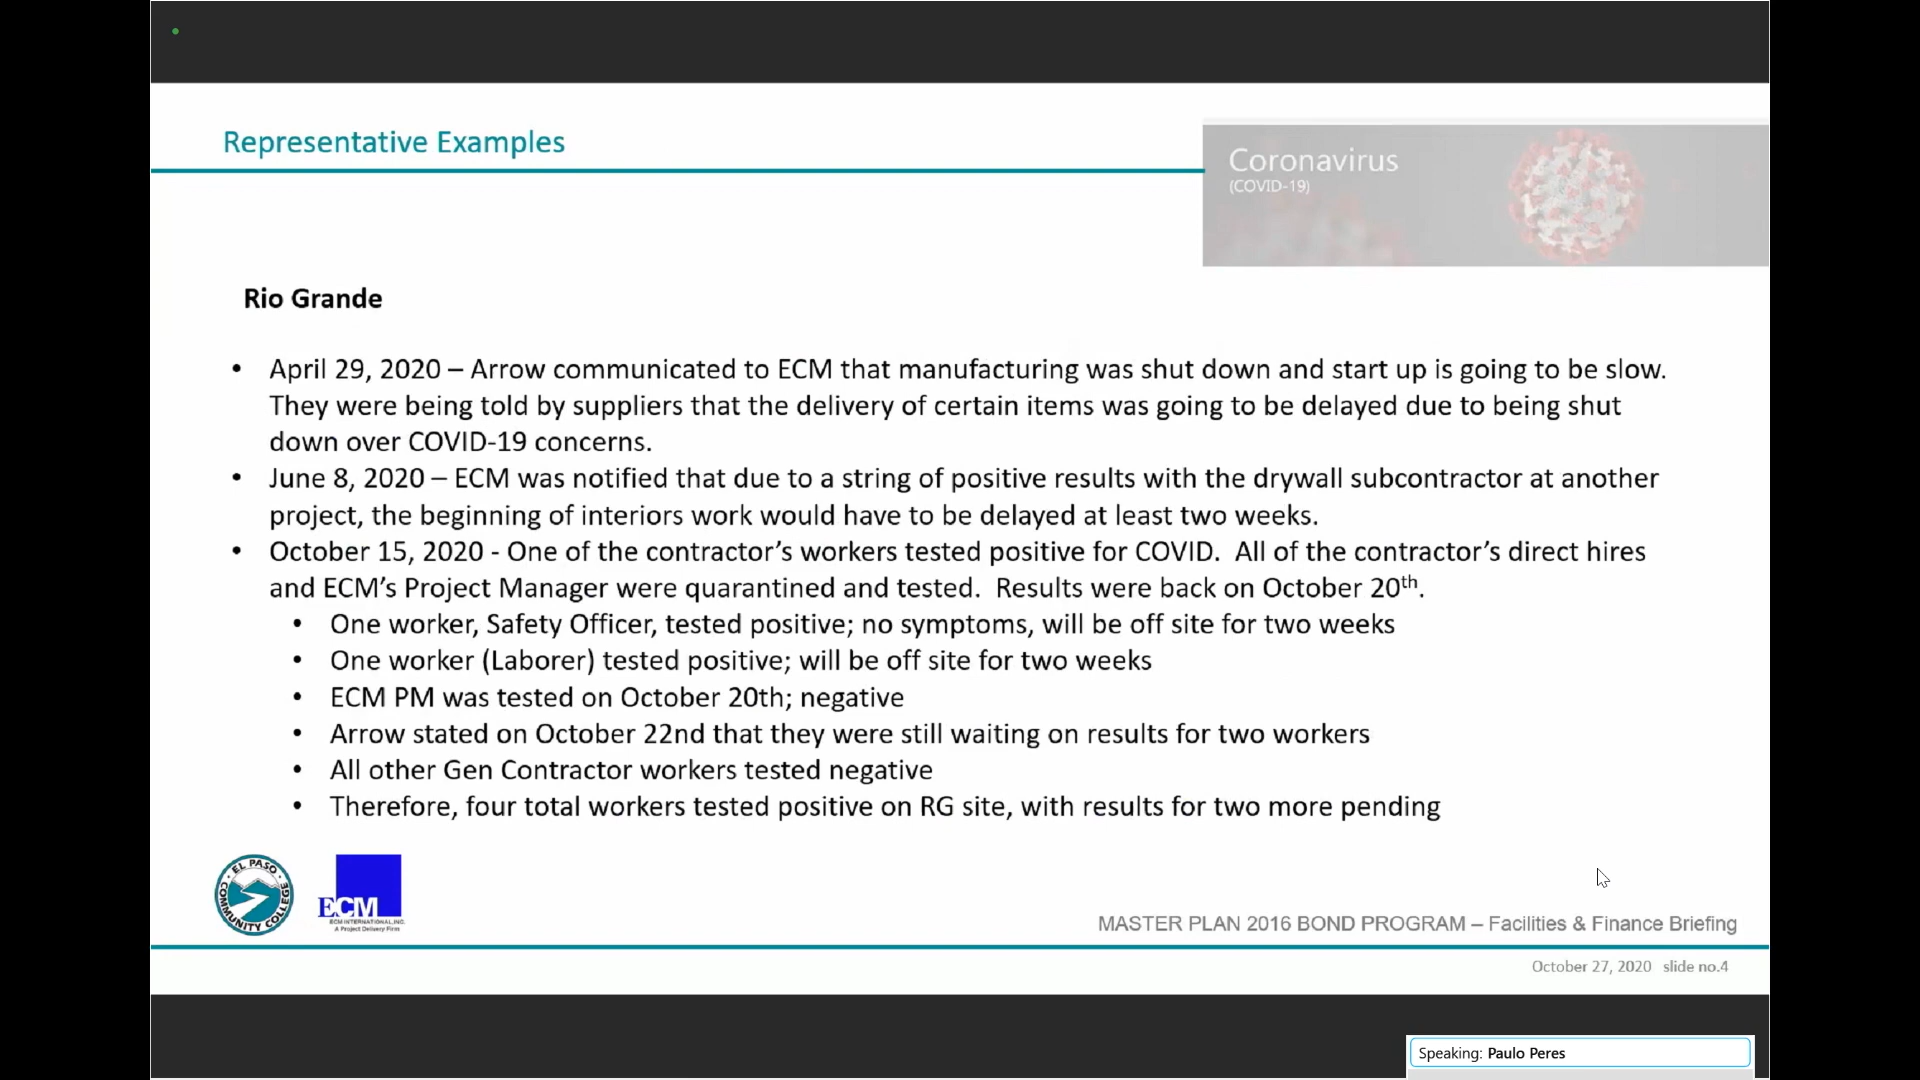 Representative Examples
Coronavirus
(COVID-19)
Rio Grande
• April 29, 2020 – Arrow communicated to ECM that manufacturing was shut down and start up is going to be slow.
They were being told by suppliers that the delivery of certain items was going to be delayed due to being shut
down over COVID-19 concerns.
• June 8, 2020 – ECM was notified that due to a string of positive results with the drywall subcontractor at another
project, the beginning of interiors work would have to be delayed at least two weeks.
• October 15, 2020 - One of the contractor's workers tested positive for COVID.  All of the contractor's direct hires
and ECM's Project Manager were quarantined and tested.  Results were back on October 20th.
• One worker, Safety Officer, tested positive; no symptoms, will be off site for two weeks
• One worker (Laborer) tested positive; will be off site for two weeks
• ECM PM was tested on October 20th; negative
• Arrow stated on October 22nd that they were still waiting on results for two workers
• All other Gen Contractor workers tested negative
• Therefore, four total workers tested positive on RG site, with results for two more pending
EL PASO
COMMUNITY COLLEGE
ECM
ECM INTERNATIONAL, INC.
A Project Delivery Firm
MASTER PLAN 2016 BOND PROGRAM – Facilities & Finance Briefing
October 27, 2020 slide no.4
Speaking: Paulo Peres